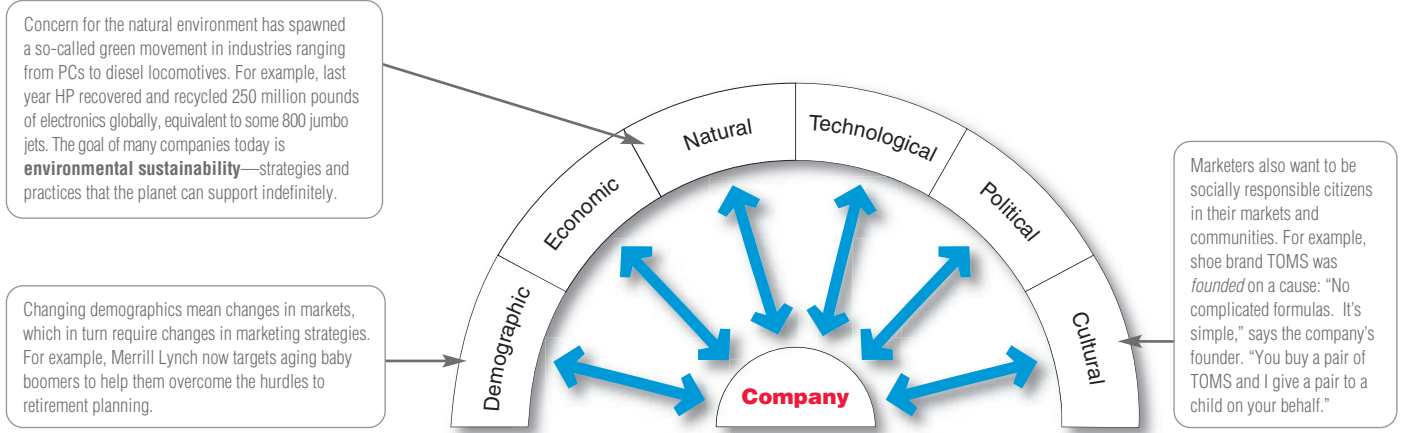 Concern for the natural environment has spawned
a so-called green movement in industries ranging
from PCs to diesel locomotives. For example, last
year HP recovered and recycled 250 million pounds
of electronics globally, equivalent to some 800 jumbo
jets. The goal of many companies today is
environmental sustainability—strategies and
practices that the planet can support indefinitely.
Changing demographics mean changes in markets,
which in turn require changes in marketing strategies.
For example, Merrill Lynch now targets aging baby
boomers to help them overcome the hurdles to
retirement planning.
Demographic
Economic
Natural
Technological
Political
Cultural
Company
Marketers also want to be
socially responsible citizens
in their markets and
communities. For example,
shoe brand TOMS was
founded on a cause: “No
complicated formulas. It’s
simple,” says the company’s
founder. “You buy a pair of
TOMS and I give a pair to a
child on your behalf.”